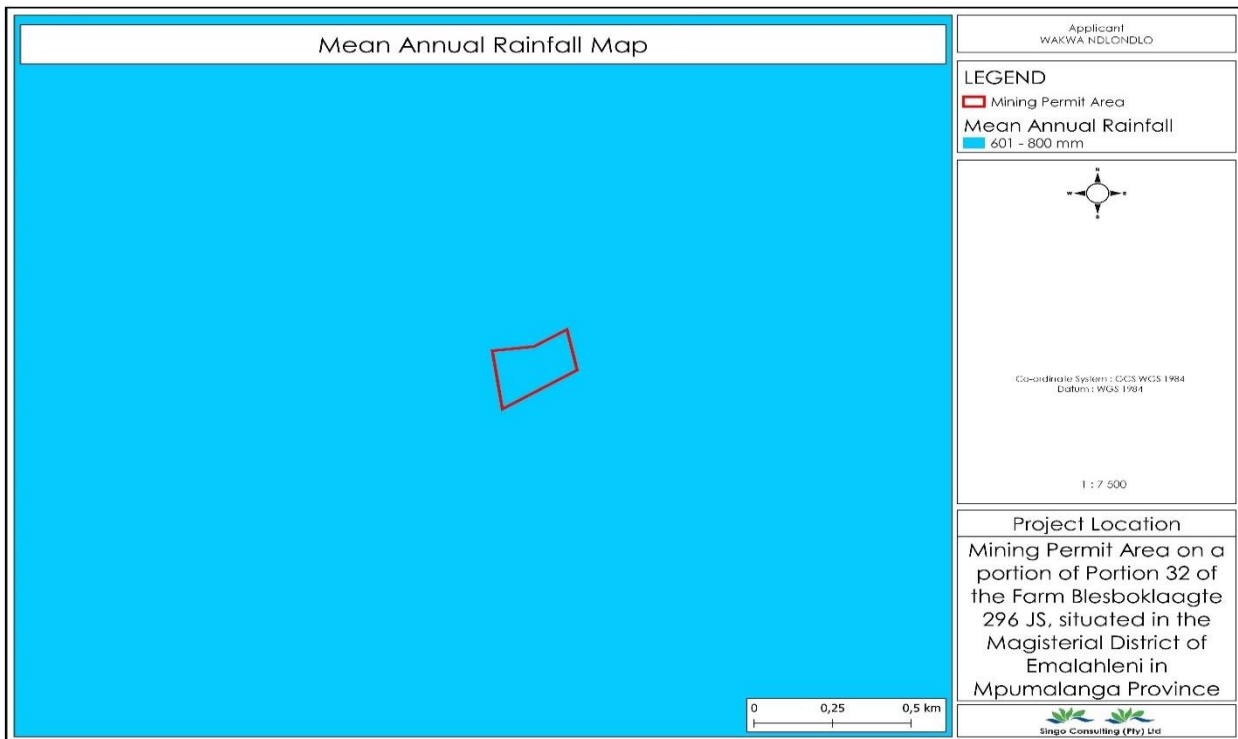 Mean Annual Rainfall Map
Applicant
WAKWA NDLONDLO
LEGEND
Mining Permit Area
Mean Annual Rainfall
601 - 800 mm
N
W E
S
Co-ordinate System : GCS WGS 1984
Datum : WGS 1984
1 : 7 500
Project Location
Mining Permit Area on a
portion of Portion 32 of
the Farm Blesboklaagte
296 JS, situated in the
Magisterial District of
Emalahleni in
Mpumalanga Province
0 0,25 0,5 km
Singo Consulting (Pty) Ltd